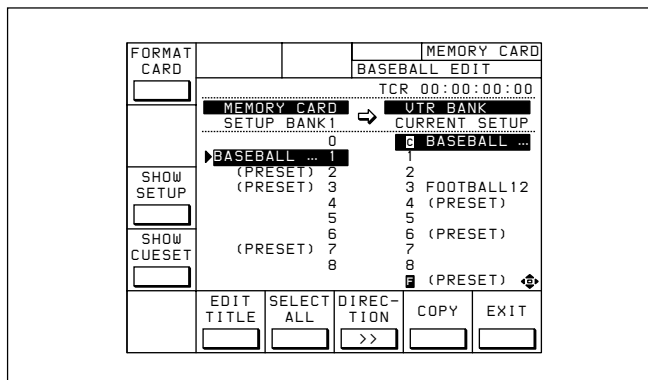 FORMAT CARD
MEMORY CARD
BASEBALL EDIT
TCR 00:00:00:00
MEMORY CARD VTR BANK
SETUP BANK1 CURRENT SETUP
0 C BASEBALL …
BASEBALL … 1 1
(PRESET) 2 2
(PRESET) 3 3 FOOTBALL12
4 4 (PRESET)
5 5
6 6 (PRESET)
(PRESET) 7 7
8 8
F (PRESET)
SHOW SETUP
SHOW CUESET
EDIT TITLE
SELECT ALL
DIREC-TION
>>
COPY
EXIT